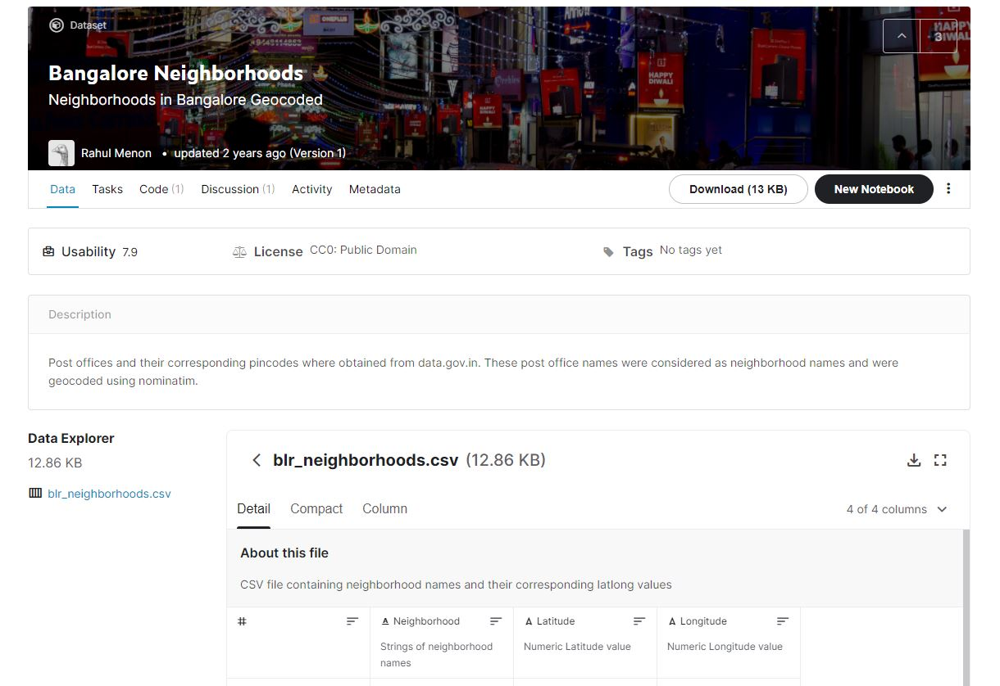 Dataset
ONEPLUS
Bangalore Neighborhoods
Neighborhoods in Bangalore Geocoded
HAPPY
DIWALI
HAPPY
DIWALI
3
Rahul Menon • updated 2 years ago (Version 1)
Data Tasks Code (1) Discussion (1) Activity Metadata Download (13 KB) New Notebook
Usability 7.9 License CC0: Public Domain Tags No tags yet
Description
Post offices and their corresponding pincodes where obtained from data.gov.in. These post office names were considered as neighborhood names and were
geocoded using nominatim.
Data Explorer
12.86 KB
blr_neighborhoods.csv
blr_neighborhoods.csv (12.86 KB)
Detail Compact Column 4 of 4 columns
About this file
CSV file containing neighborhood names and their corresponding latlong values
# Neighborhood Latitude Longitude
Strings of neighborhood names Numeric Latitude value Numeric Longitude value